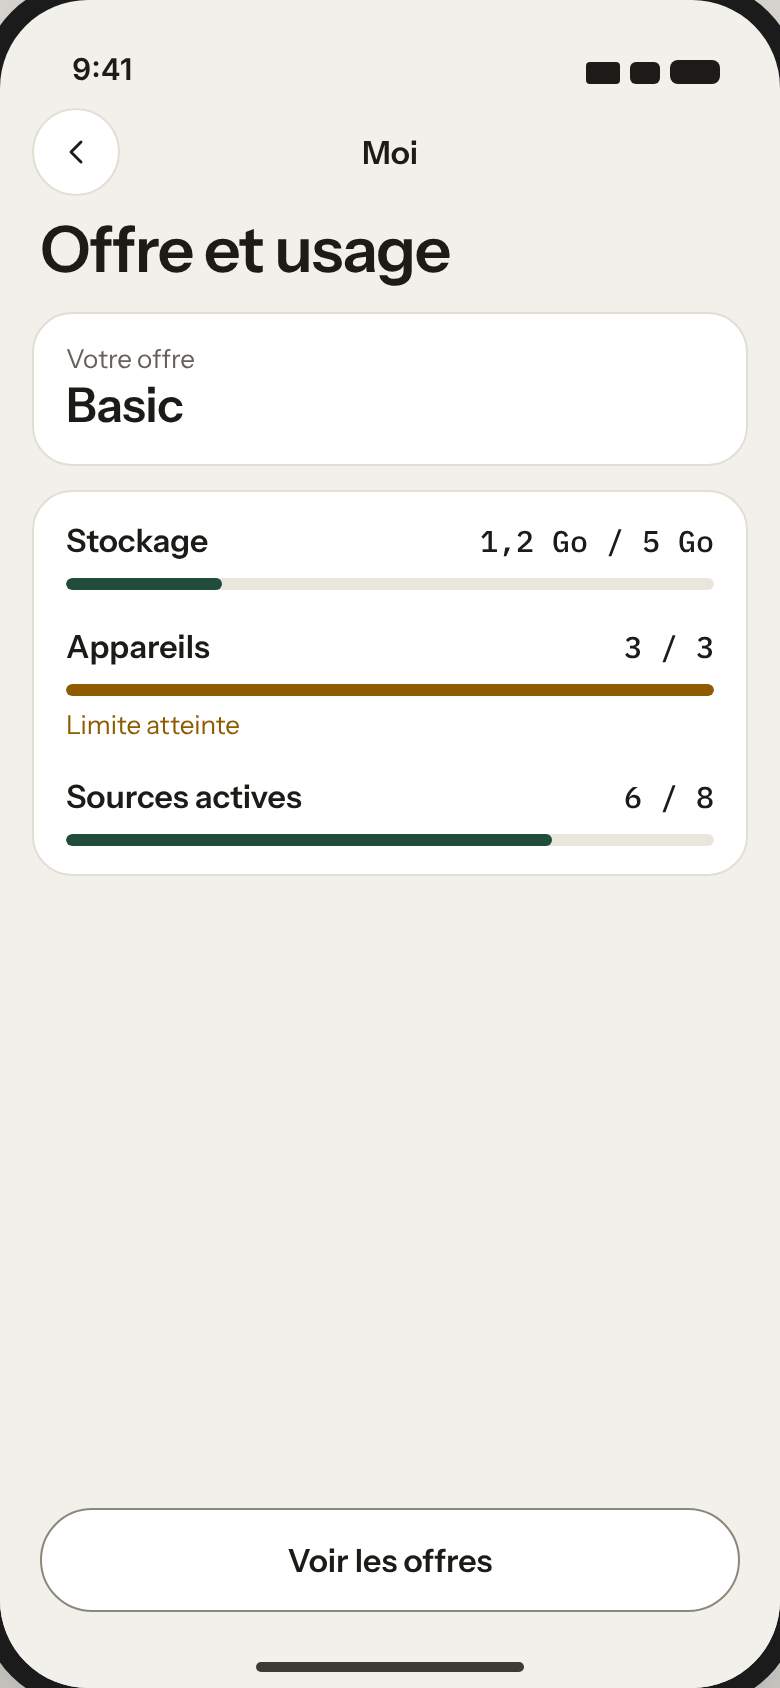 9:41
Moi
Offre et usage
Votre offre
Basic
Stockage 1,2 Go / 5 Go
Appareils 3 / 3
Limite atteinte
Sources actives 6 / 8
Voir les offres